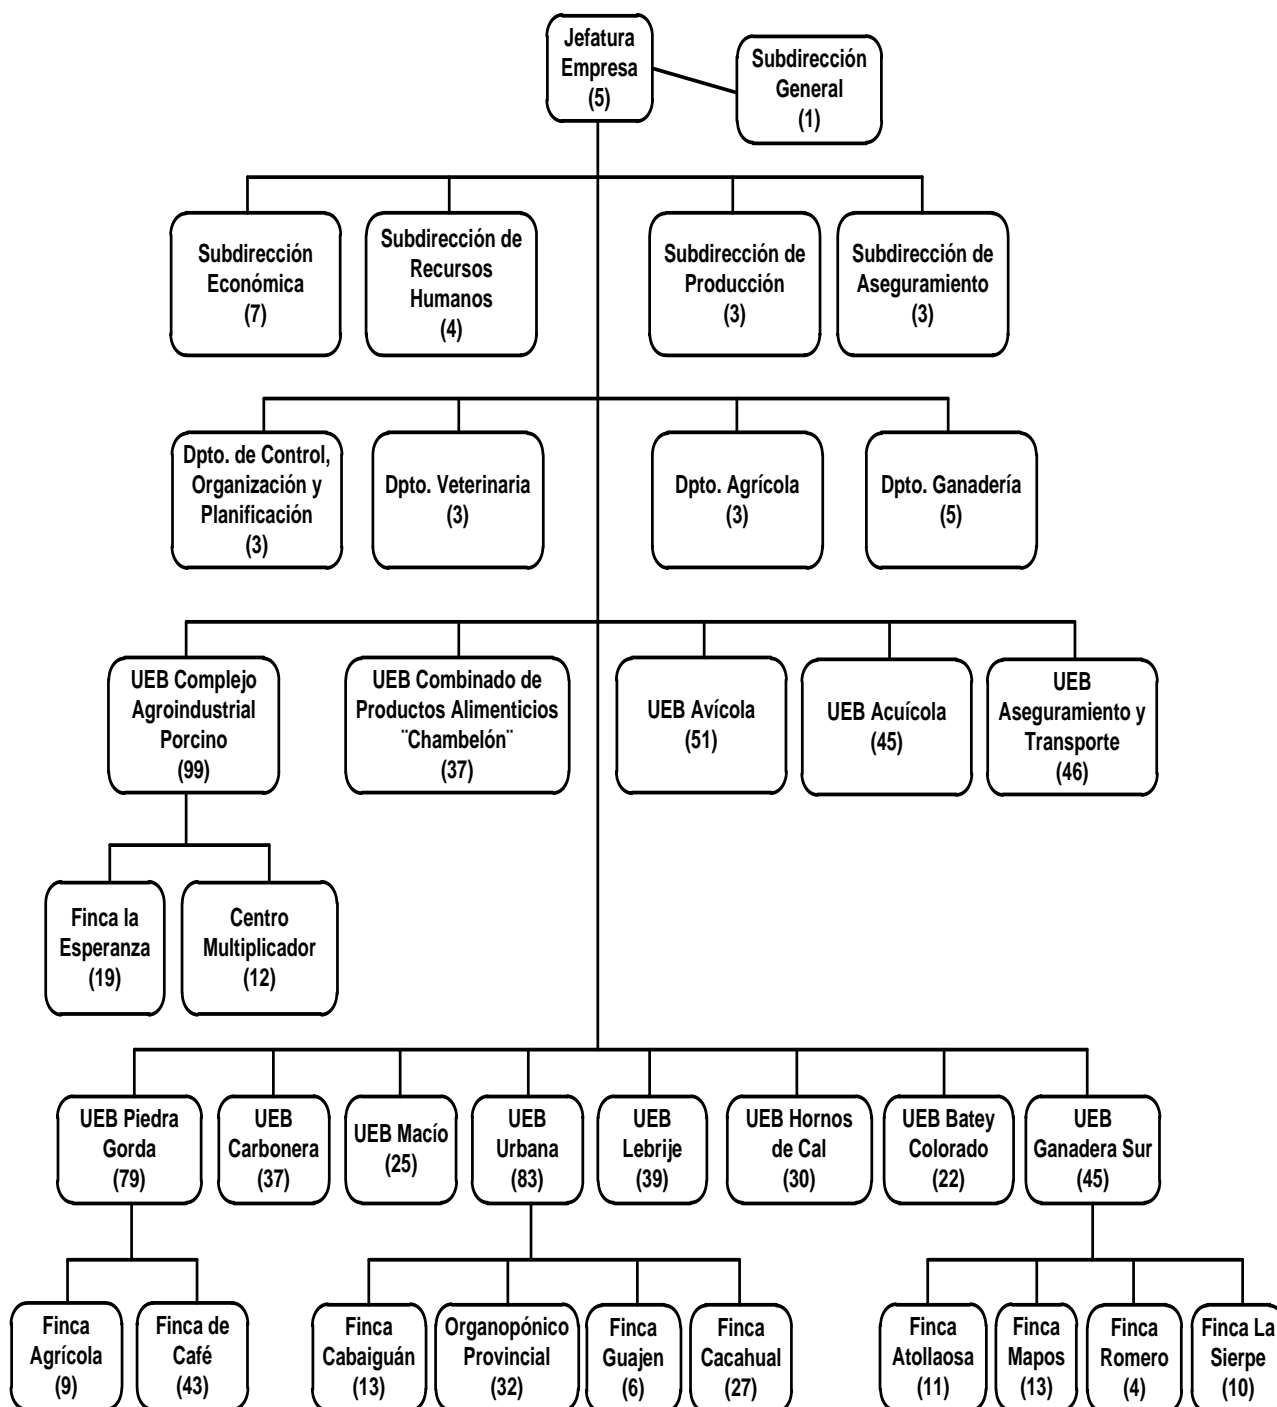 Jefatura
Empresa
(5)
Subdirección
General
(1)
Subdirección
Económica
(7)
Subdirección de
Recursos
Humanos
(4)
Subdirección de
Producción
(3)
Subdirección de
Aseguramiento
(3)
Dpto. de Control,
Organización y
Planificación
(3)
Dpto. Veterinaria
(3)
Dpto. Agrícola
(3)
Dpto. Ganadería
(5)
UEB Complejo
Agroindustrial
Porcino
(99)
UEB Combinado de
Productos Alimenticios
¨Chambelón¨
(37)
UEB Avícola
(51)
UEB Acuícola
(45)
UEB
Aseguramiento y
Transporte
(46)
Finca la
Esperanza
(19)
Centro
Multiplicador
(12)
UEB Piedra
Gorda
(79)
UEB
Carbonera
(37)
UEB Macío
(25)
UEB
Urbana
(83)
UEB
Lebrije
(39)
UEB Hornos
de Cal
(30)
UEB Batey
Colorado
(22)
UEB
Ganadera Sur
(45)
Finca
Agrícola
(9)
Finca de
Café
(43)
Finca
Cabaiguán
(13)
Organopónico
Provincial
(32)
Finca
Guajen
(6)
Finca
Cacahual
(27)
Finca
Atollaosa
(11)
Finca
Mapos
(13)
Finca
Romero
(4)
Finca La
Sierpe
(10)